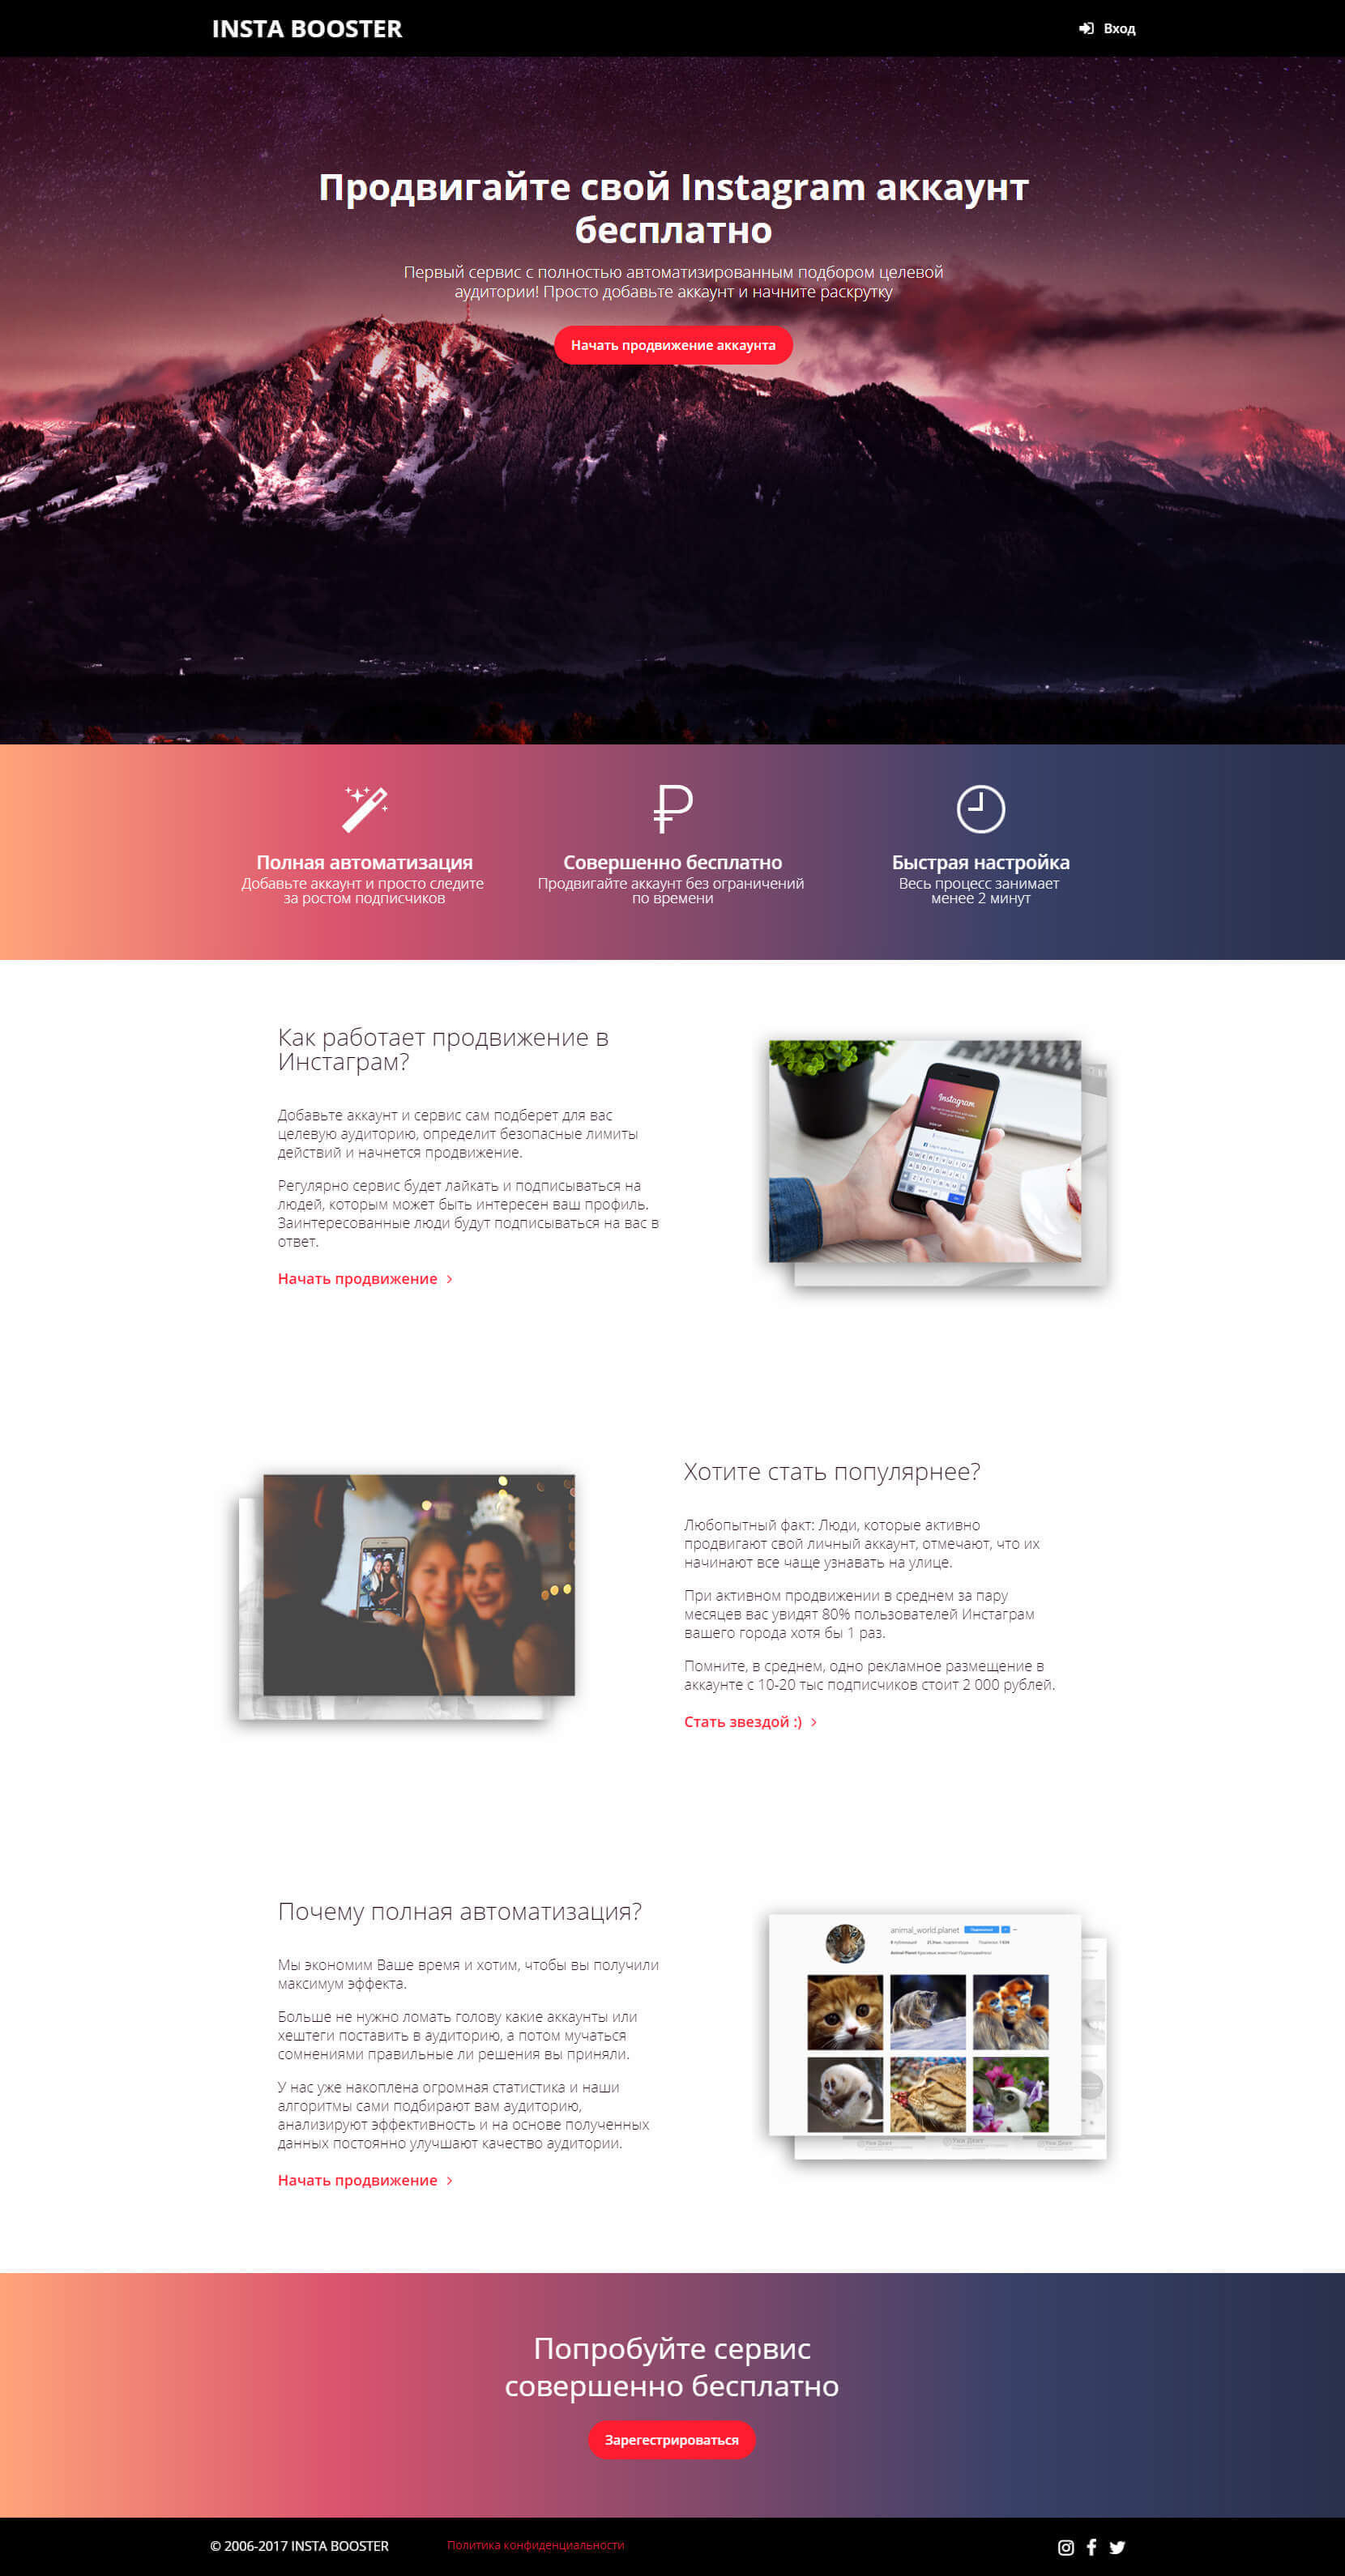 INSTA BOOSTER
Вход
Продвигайте свой Instagram аккаунт
бесплатно
Первый сервис с полностью автоматизированным подбором целевой
аудитории! Просто добавьте аккаунт и начните раскрутку
Начать продвижение аккаунта
Полная автоматизация
Добавьте аккаунт и просто следите
за ростом подписчиков
Совершенно бесплатно
Продвигайте аккаунт без ограничений
по времени
Быстрая настройка
Весь процесс занимает
менее 2 минут
Как работает продвижение в
Инстаграм?
Добавьте аккаунт и сервис сам подберет для вас
целевую аудиторию, определит безопасные лимиты
действий и начнется продвижение.
Регулярно сервис будет лайкать и подписываться на
людей, которым может быть интересен ваш профиль.
Заинтересованные люди будут подписываться на вас в
ответ.
Начать продвижение
Instagram
Хотите стать популярнее?
Любопытный факт: Люди, которые активно
продвигают свой личный аккаунт, отмечают, что их
начинают все чаще узнавать на улице.
При активном продвижении в среднем за пару
месяцев вас увидят 80% пользователей Инстаграм
вашего города хотя бы 1 раз.
Помните, в среднем, одно рекламное размещение в
аккаунте с 10-20 тыс подписчиков стоит 2 000 рублей.
Стать звездой :)
Почему полная автоматизация?
Мы экономим Ваше время и хотим, чтобы вы получили
максимум эффекта.
Больше не нужно ломать голову какие аккаунты или
хештеги поставить в аудиторию, а потом мучаться
сомнениями правильные ли решения вы приняли.
У нас уже накоплена огромная статистика и наши
алгоритмы сами подбирают вам аудиторию,
анализируют эффективность и на основе полученных
данных постоянно улучшают качество аудитории.
Начать продвижение
animal_world.planet
Попробуйте сервис
совершенно бесплатно
Зарегестрироваться
© 2006-2017 INSTA BOOSTER
Политика конфиденциальности